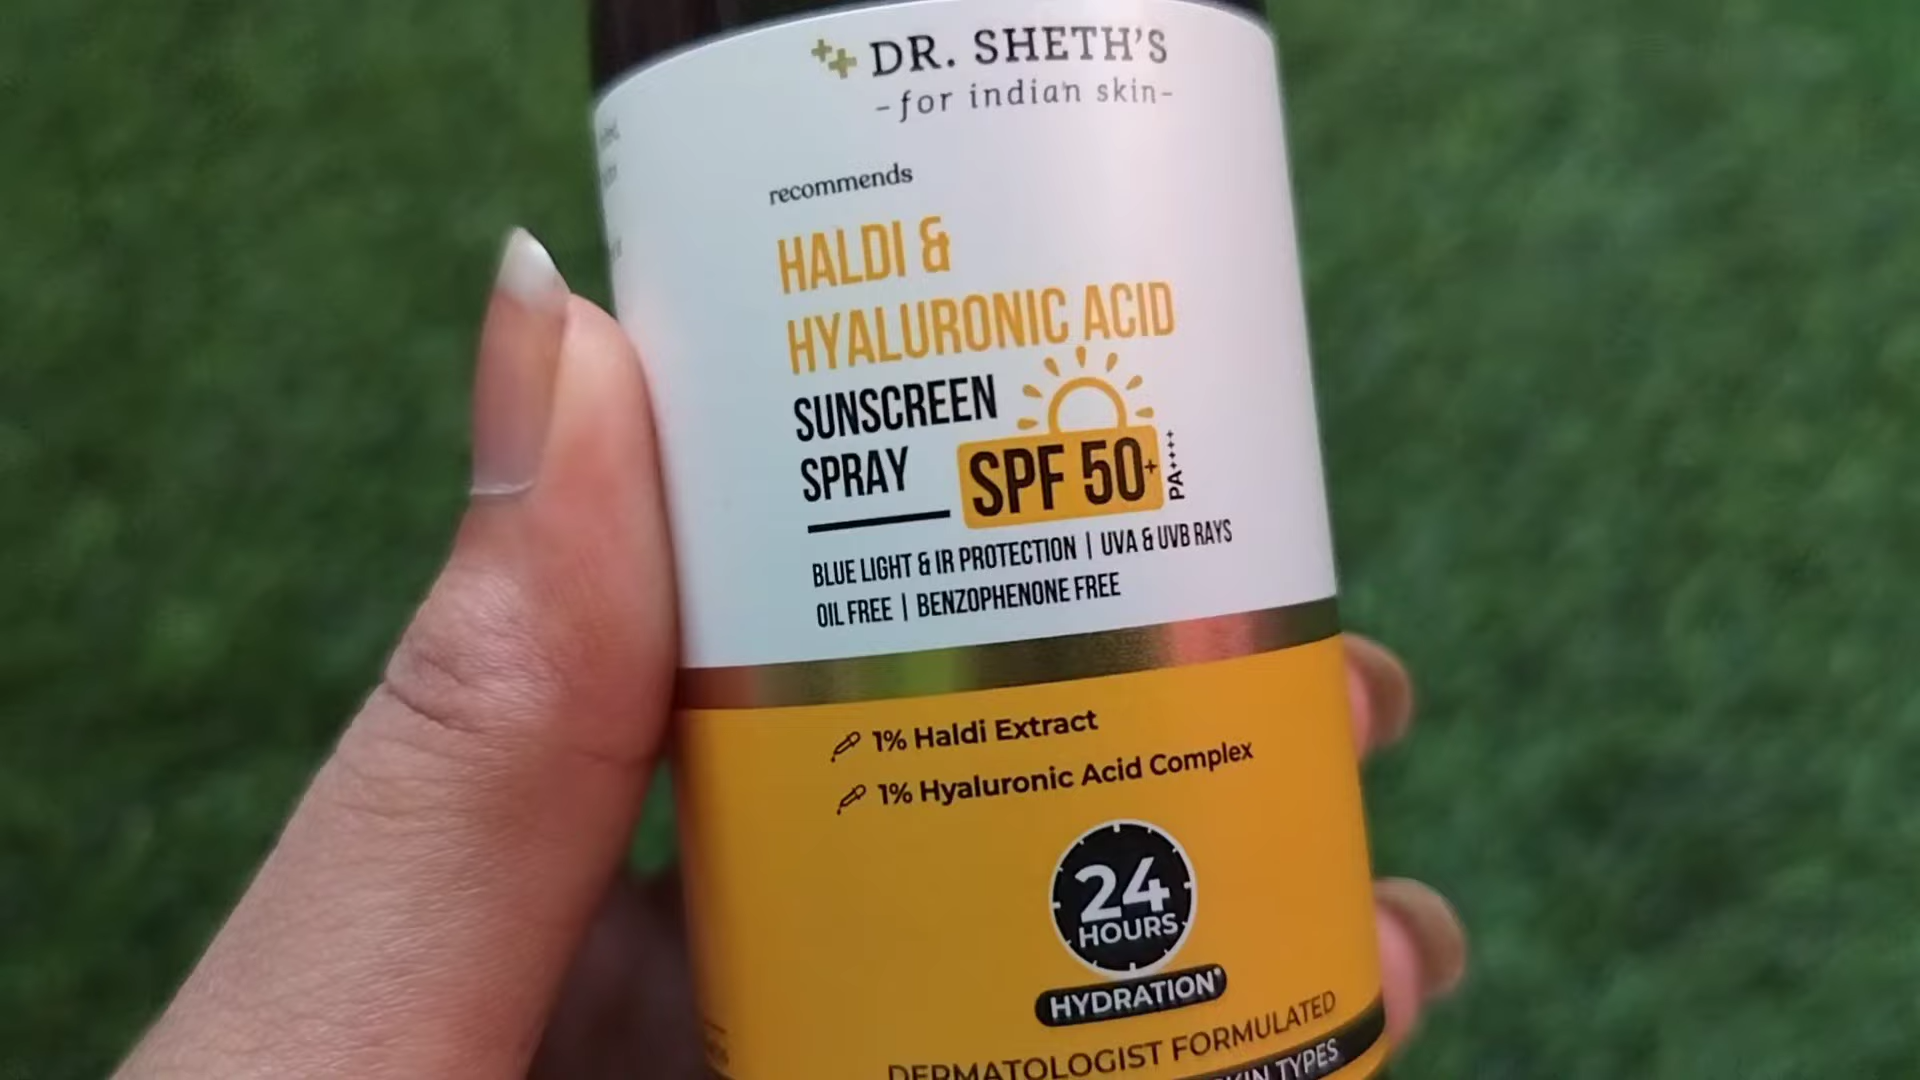 DR. SHETH'S
-for indian skin-
recommends
HALDI &
HYALURONIC ACID
SUNSCREEN
SPRAY
SPF 50+
PA++++
BLUE LIGHT & IR PROTECTION | UVA & UVB RAYS
OIL FREE | BENZOPHENONE FREE
1% Haldi Extract
1% Hyaluronic Acid Complex
24
HOURS
HYDRATION*
DERMATOLOGIST FORMULATED
SKIN TYPES